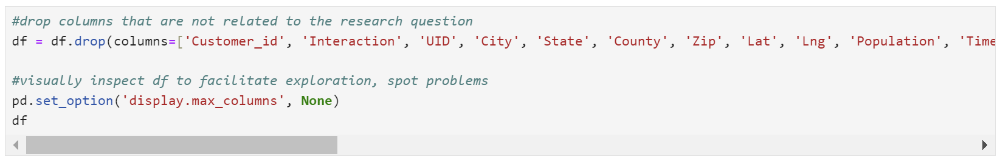 #drop columns that are not related to the research question
df = df.drop(columns=['Customer_id', 'Interaction', 'UID', 'City', 'State', 'County', 'Zip', 'Lat', 'Lng', 'Population', 'Time
#visually inspect df to facilitate exploration, spot problems
pd.set_option('display.max_columns', None)
df